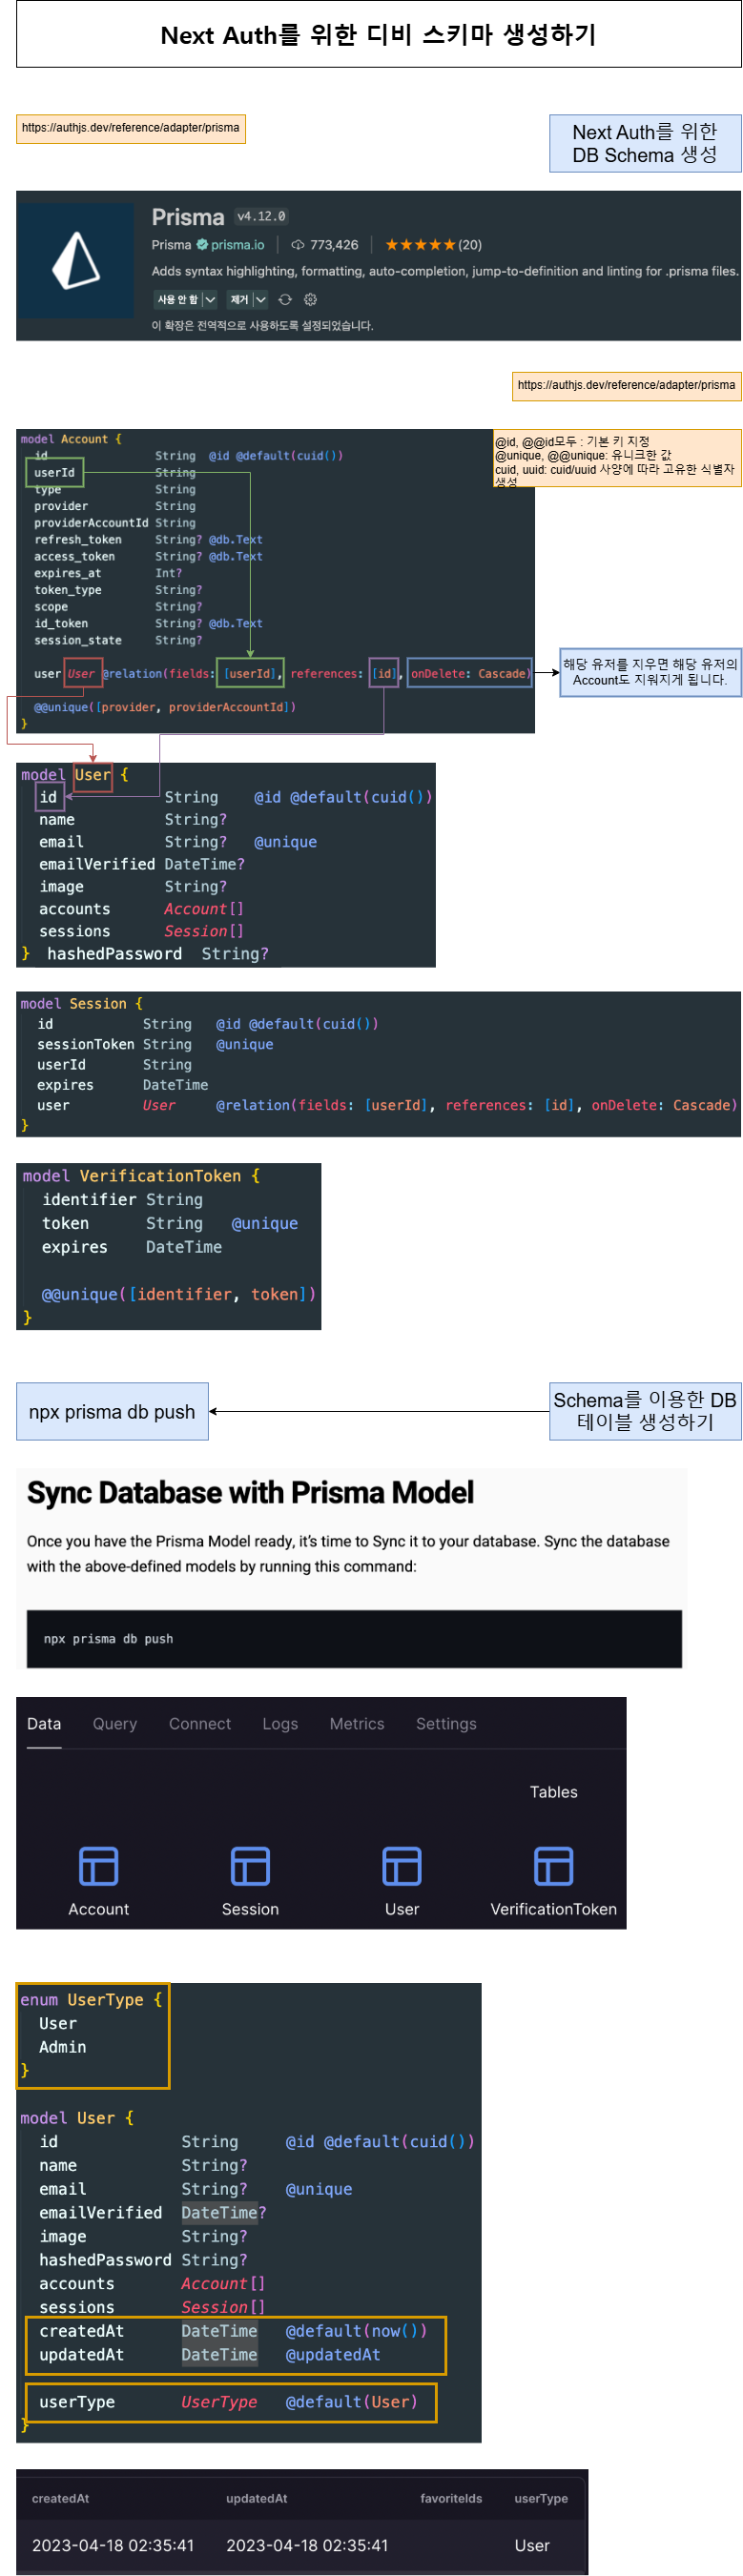 Next Auth를 위한 디비 스키마 생성하기
https://authjs.dev/reference/adapter/prisma
Next Auth를 위한
DB Schema 생성
Prisma v4.12.0
Prisma prisma.io 773,426 ★★★★★(20)
Adds syntax highlighting, formatting, auto-completion, jump-to-definition and linting for .prisma files.
사용 안 함 제거
이 확장은 전역적으로 사용하도록 설정되었습니다.
https://authjs.dev/reference/adapter/prisma
@id, @@id모두 : 기본 키 지정
@unique, @@unique: 유니크한 값
cuid, uuid: cuid/uuid 사양에 따라 고유한 식별자
생성
model Account {
id String @id @default(cuid())
userId String
type String
provider String
providerAccountId String
refresh_token String? @db.Text
access_token String? @db.Text
expires_at Int?
token_type String?
scope String?
id_token String? @db.Text
session_state String?
user User @relation(fields: [userId], references: [id], onDelete: Cascade)
@@unique([provider, providerAccountId])
}
해당 유저를 지우면 해당 유저의
Account도 지워지게 됩니다.
model User {
id String @id @default(cuid())
name String?
email String? @unique
emailVerified DateTime?
image String?
accounts Account[]
sessions Session[]
} hashedPassword String?
model Session {
id String @id @default(cuid())
sessionToken String @unique
userId String
expires DateTime
user User @relation(fields: [userId], references: [id], onDelete: Cascade)
}
model VerificationToken {
identifier String
token String @unique
expires DateTime
@@unique([identifier, token])
}
npx prisma db push
Schema를 이용한 DB
테이블 생성하기
Sync Database with Prisma Model
Once you have the Prisma Model ready, it's time to Sync it to your database. Sync the database
with the above-defined models by running this command:
npx prisma db push
Data Query Connect Logs Metrics Settings
Tables
Account Session User VerificationToken
enum UserType {
User
Admin
}
model User {
id String @id @default(cuid())
name String?
email String? @unique
emailVerified DateTime?
image String?
hashedPassword String?
accounts Account[]
sessions Session[]
createdAt DateTime @default(now())
updatedAt DateTime @updatedAt
userType UserType @default(User)
}
createdAt updatedAt favoriteIds userType
2023-04-18 02:35:41 2023-04-18 02:35:41 User